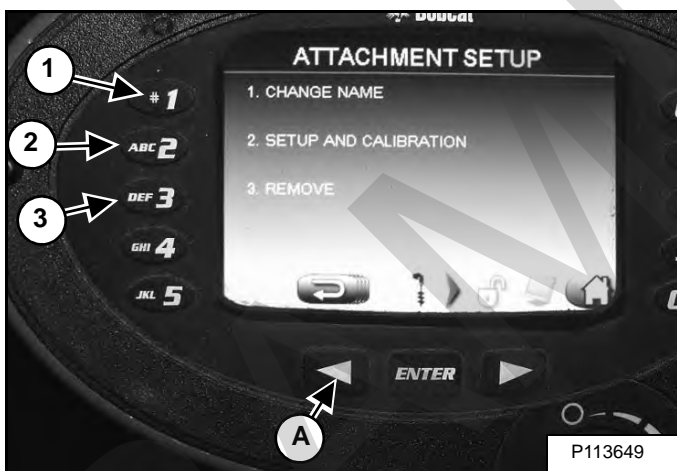 Bobcat
ATTACHMENT SETUP
1
# 1
1. CHANGE NAME
2
ABC 2
2. SETUP AND CALIBRATION
3
DEF 3
3. REMOVE
GHI 4
JKL 5
ENTER
A
P113649